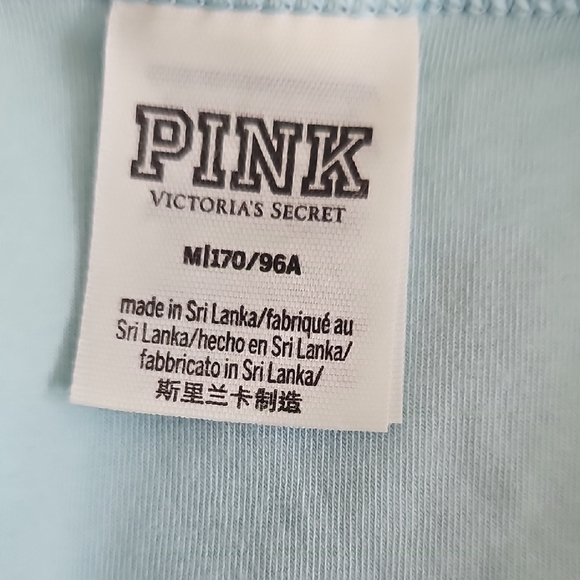 PINK
VICTORIA'S SECRET
M|170/96A
made in Sri Lanka/fabriqué au
Sri Lanka/hecho en Sri Lanka/
fabbricato in Sri Lanka/
斯里兰卡制造